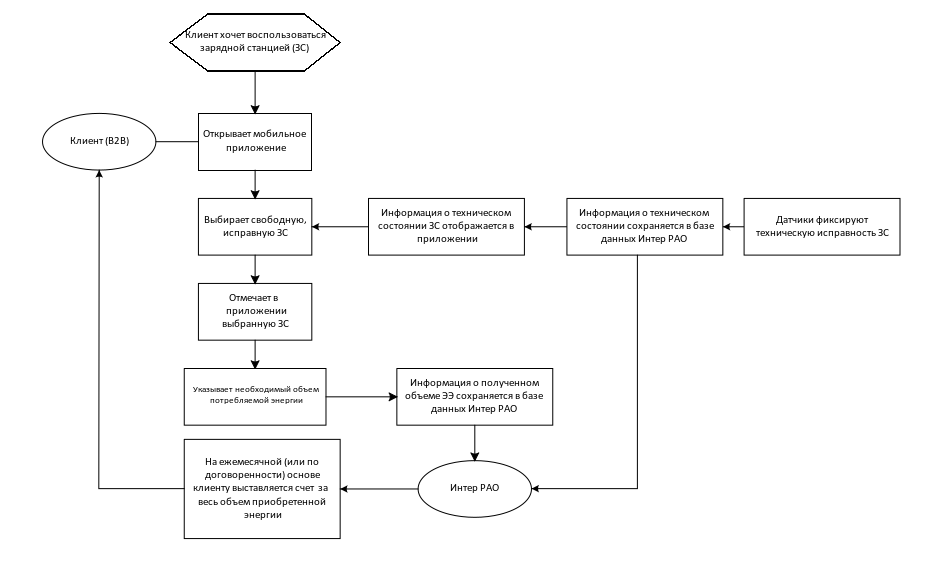 Клиент хочет воспользоваться
зарядной станцией (ЗС)
Клиент (B2B)
Открывает мобильное
приложение
Выбирает свободную,
исправную ЗС
Информация о техническом
состоянии ЗС отображается в
приложении
Информация о техническом
состоянии сохраняется в базе
данных Интер РАО
Датчики фиксируют
техническую исправность ЗС
Отмечает в
приложении
выбранную ЗС
Указывает необходимый объем
потребляемой энергии
Информация о полученном
объеме ЭЭ сохраняется в базе
данных Интер РАО
На ежемесячной (или по
договоренности) основе
клиенту выставляется счет за
весь объем приобретенной
энергии
Интер РАО